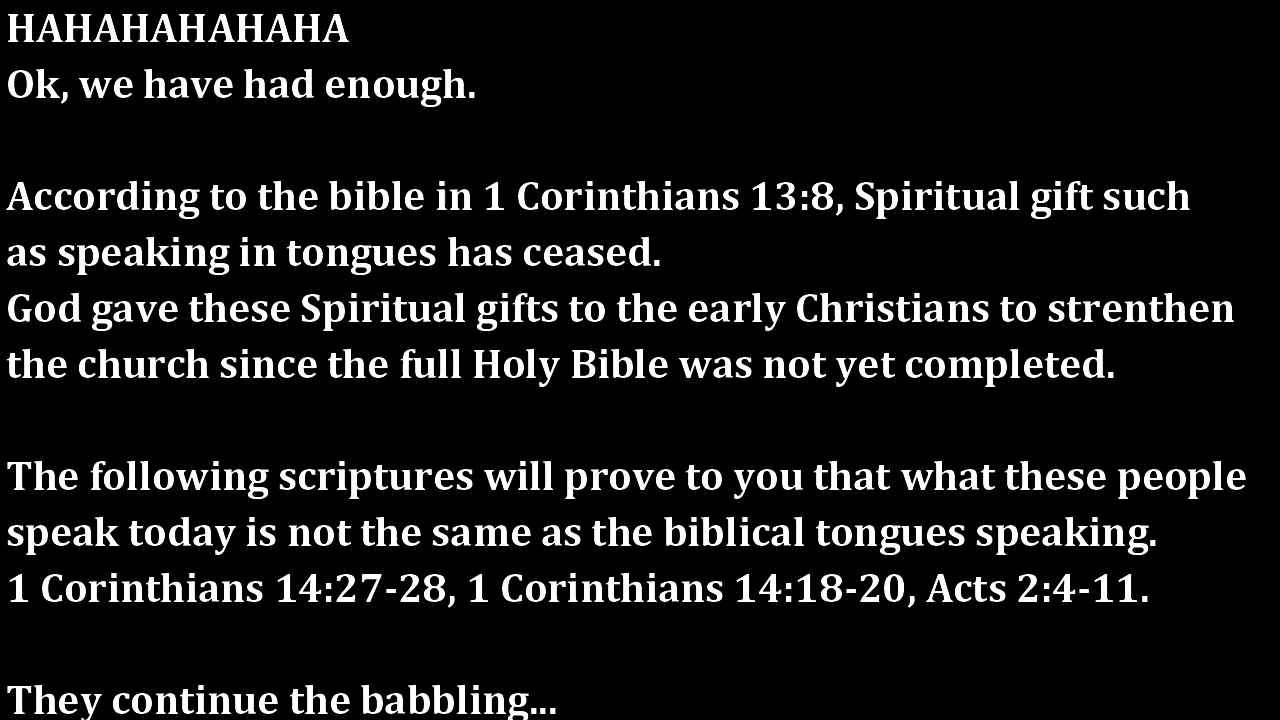 HAHAHAHAHAHA
Ok, we have had enough.
According to the bible in 1 Corinthians 13:8, Spiritual gift such
as speaking in tongues has ceased.
God gave these Spiritual gifts to the early Christians to strenthen
the church since the full Holy Bible was not yet completed.
The following scriptures will prove to you that what these people
speak today is not the same as the biblical tongues speaking.
1 Corinthians 14:27-28, 1 Corinthians 14:18-20, Acts 2:4-11.
They continue the babbling...